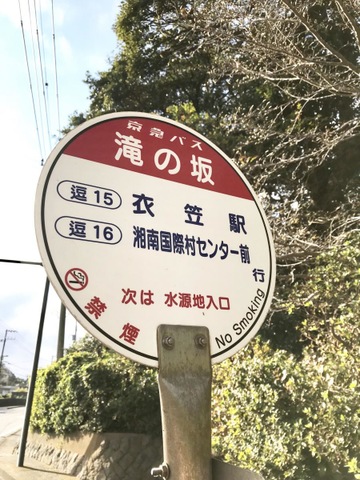 京急バス
滝の坂
逗15 衣笠駅
逗16 湘南国際村センター前
行
次は 水源地入口
禁煙
No Smoking